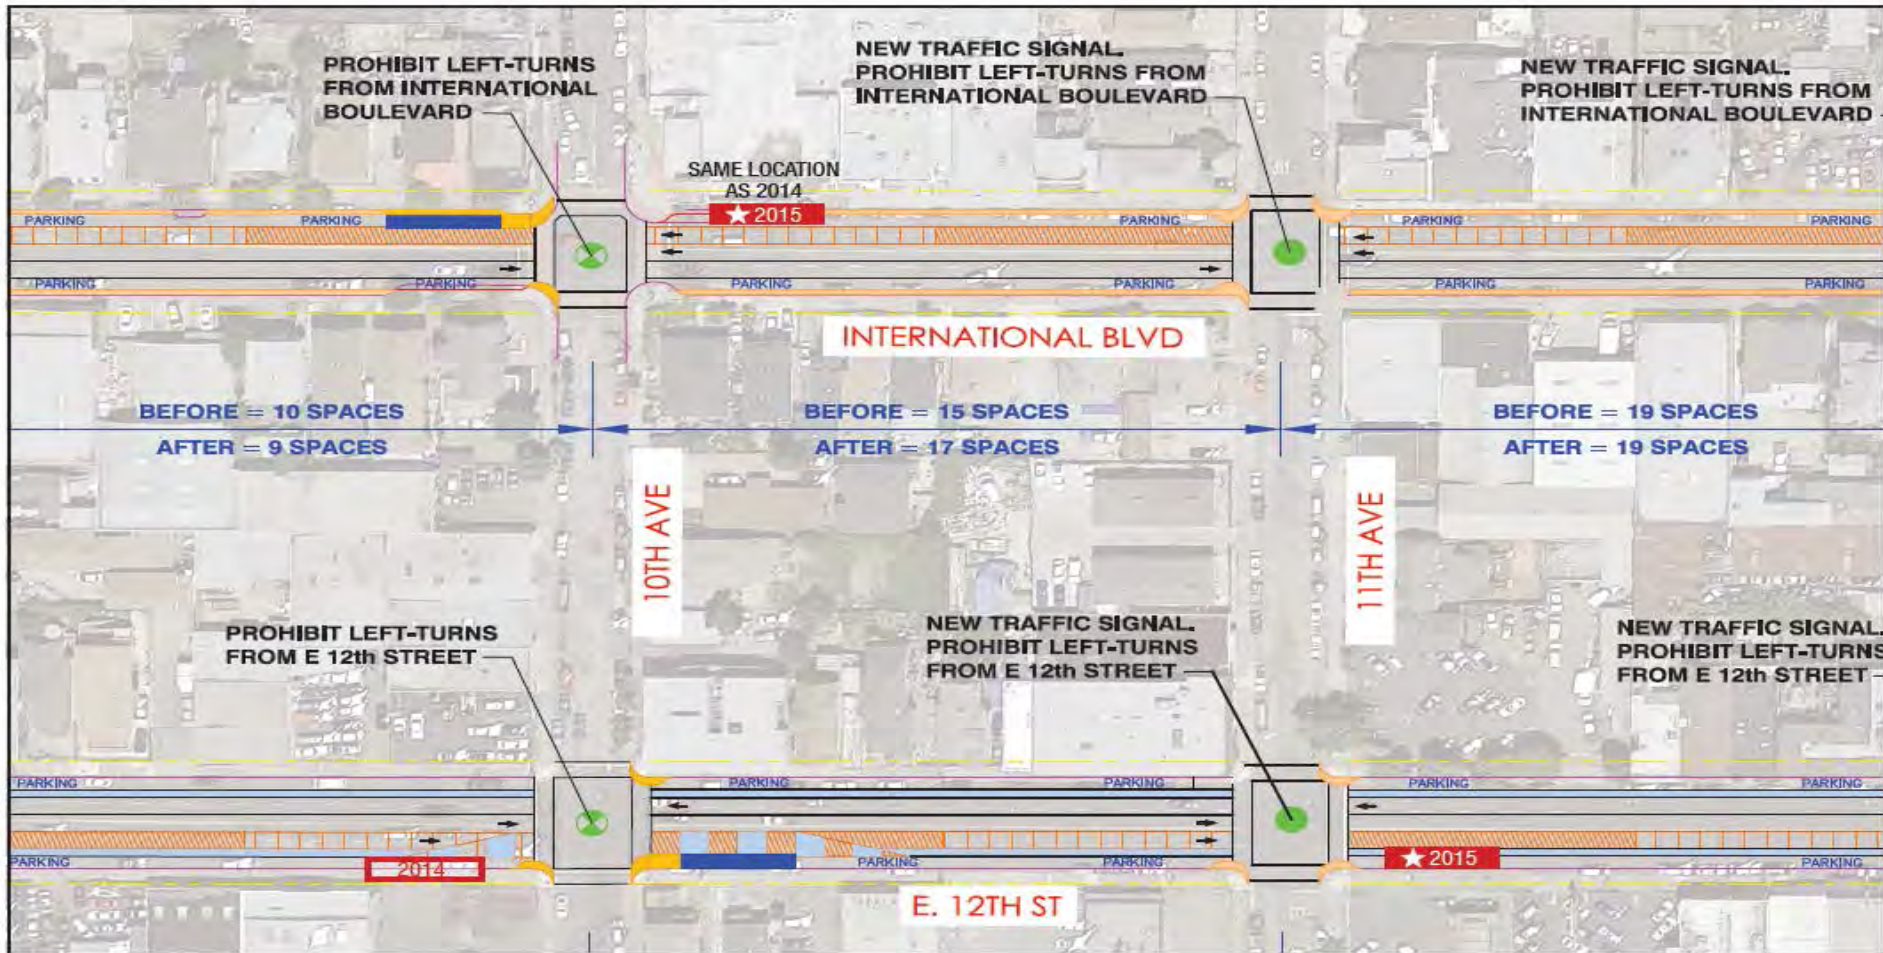 PROHIBIT LEFT-TURNS
FROM INTERNATIONAL
BOULEVARD
NEW TRAFFIC SIGNAL.
PROHIBIT LEFT-TURNS FROM
INTERNATIONAL BOULEVARD
NEW TRAFFIC SIGNAL.
PROHIBIT LEFT-TURNS FROM
INTERNATIONAL BOULEVARD
SAME LOCATION
AS 2014
★ 2015
PARKING
PARKING
PARKING
PARKING
PARKING
PARKING
PARKING
PARKING
PARKING
PARKING
PARKING
INTERNATIONAL BLVD
BEFORE = 10 SPACES
AFTER = 9 SPACES
BEFORE = 15 SPACES
AFTER = 17 SPACES
BEFORE = 19 SPACES
AFTER = 19 SPACES
10TH AVE
11TH AVE
PROHIBIT LEFT-TURNS
FROM E 12th STREET
NEW TRAFFIC SIGNAL.
PROHIBIT LEFT-TURNS
FROM E 12th STREET
NEW TRAFFIC SIGNAL.
PROHIBIT LEFT-TURNS
FROM E 12th STREET
PARKING
PARKING
PARKING
PARKING
PARKING
PARKING
2014
PARKING
PARKING
★ 2015
PARKING
E. 12TH ST